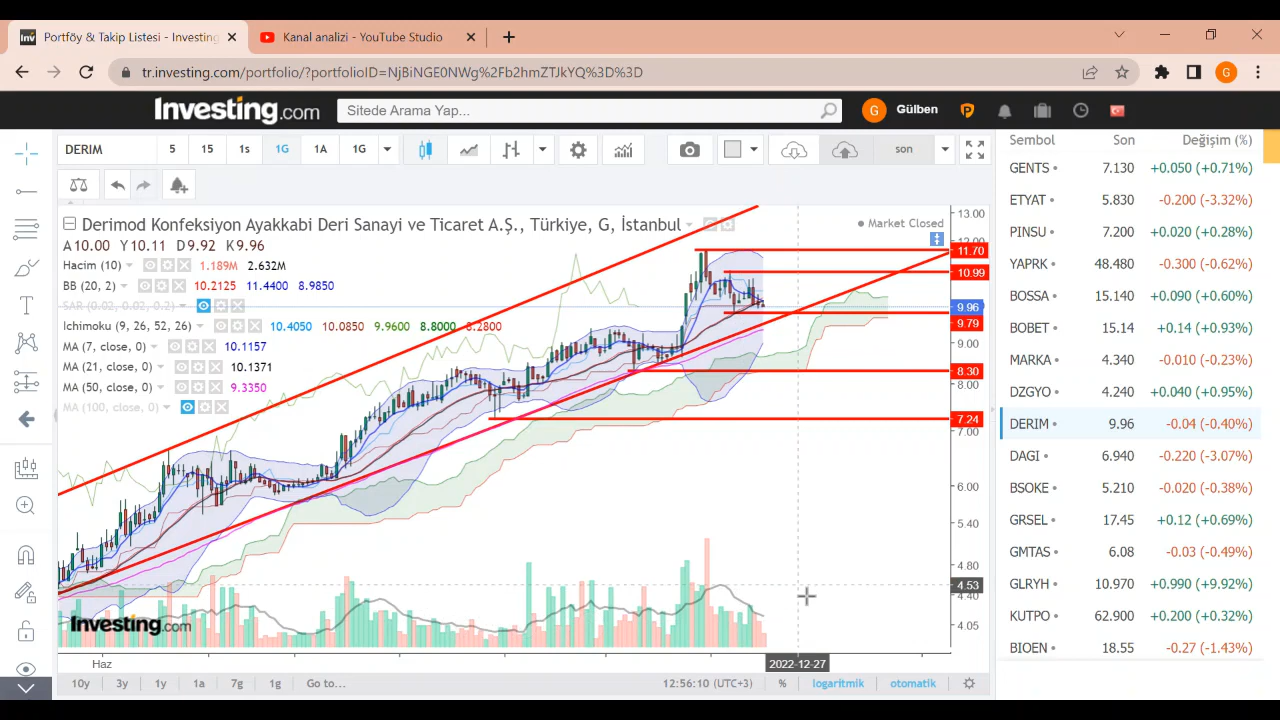 Portföy & Takip Listesi - Investing
Kanal analizi - YouTube Studio
tr.investing.com/portfolio/?portfolioID=NjBiNGE0NWg%2Fb2hmZTJkYQ%3D%3D
G
Investing.com
Sitede Arama Yap...
G
Gülben
DERIM
5
15
1s
1G
1A
1G
son
Derimod Konfeksiyon Ayakkabi Deri Sanayi ve Ticaret A.Ş., Türkiye, G, İstanbul
Market Closed
A10.00 Y10.11 D9.92 K9.96
Hacim (10) 1.189M 2.632M
BB (20, 2) 10.2125 11.4400 8.9850
SAR (0.02, 0.02, 0.2)
Ichimoku (9, 26, 52, 26) 10.4050 10.0850 9.9600 8.8000 8.2800
MA (7, close, 0) 10.1157
MA (21, close, 0) 10.1371
MA (50, close, 0) 9.3350
MA (100, close, 0)
13.00
12.00
11.70
10.99
9.96
9.79
9.00
8.30
8.00
7.24
7.00
6.00
5.40
4.80
4.53
4.40
4.05
Investing.com
Haz
2022-12-27
10y 3y 1y 1a 7g 1g Go to...
12:56:10 (UTC+3) % logaritmik otomatik
Sembol Son Değişim (%)
GENTS 7.130 +0.050 (+0.71%)
ETYAT 5.830 -0.200 (-3.32%)
PINSU 7.200 +0.020 (+0.28%)
YAPRK 48.480 -0.300 (-0.62%)
BOSSA 15.140 +0.090 (+0.60%)
BOBET 15.14 +0.14 (+0.93%)
MARKA 4.340 -0.010 (-0.23%)
DZGYO 4.240 +0.040 (+0.95%)
DERIM 9.96 -0.04 (-0.40%)
DAGI 6.940 -0.220 (-3.07%)
BSOKE 5.210 -0.020 (-0.38%)
GRSEL 17.45 +0.12 (+0.69%)
GMTAS 6.08 -0.03 (-0.49%)
GLRYH 10.970 +0.990 (+9.92%)
KUTPO 62.900 +0.200 (+0.32%)
BIOEN 18.55 -0.27 (-1.43%)